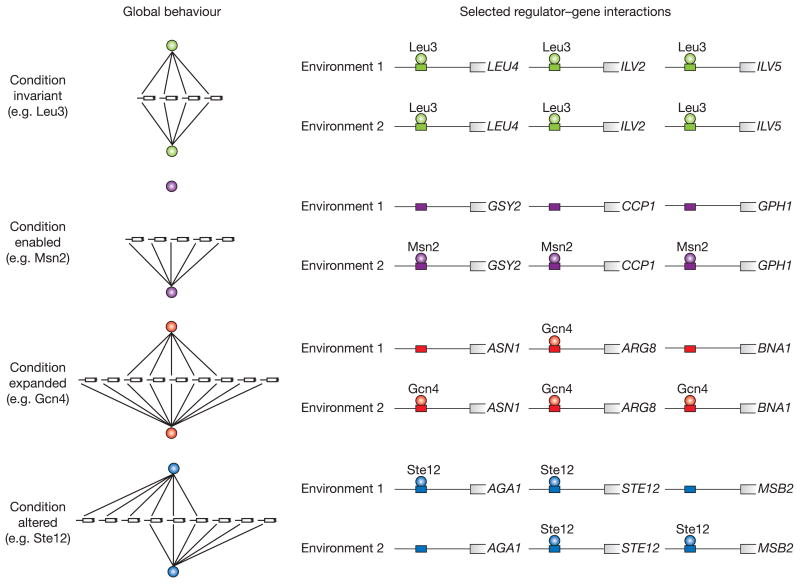 Global behaviour
Selected regulator–gene interactions
Condition
invariant
(e.g. Leu3)
Leu3 Leu3 Leu3
Environment 1 LEU4 ILV2 ILV5
Leu3 Leu3 Leu3
Environment 2 LEU4 ILV2 ILV5
Condition
enabled
(e.g. Msn2)
Environment 1 GSY2 CCP1 GPH1
Msn2 Msn2 Msn2
Environment 2 GSY2 CCP1 GPH1
Condition
expanded
(e.g. Gcn4)
Gcn4
Environment 1 ASN1 ARG8 BNA1
Gcn4 Gcn4 Gcn4
Environment 2 ASN1 ARG8 BNA1
Condition
altered
(e.g. Ste12)
Ste12 Ste12
Environment 1 AGA1 STE12 MSB2
Ste12 Ste12
Environment 2 AGA1 STE12 MSB2